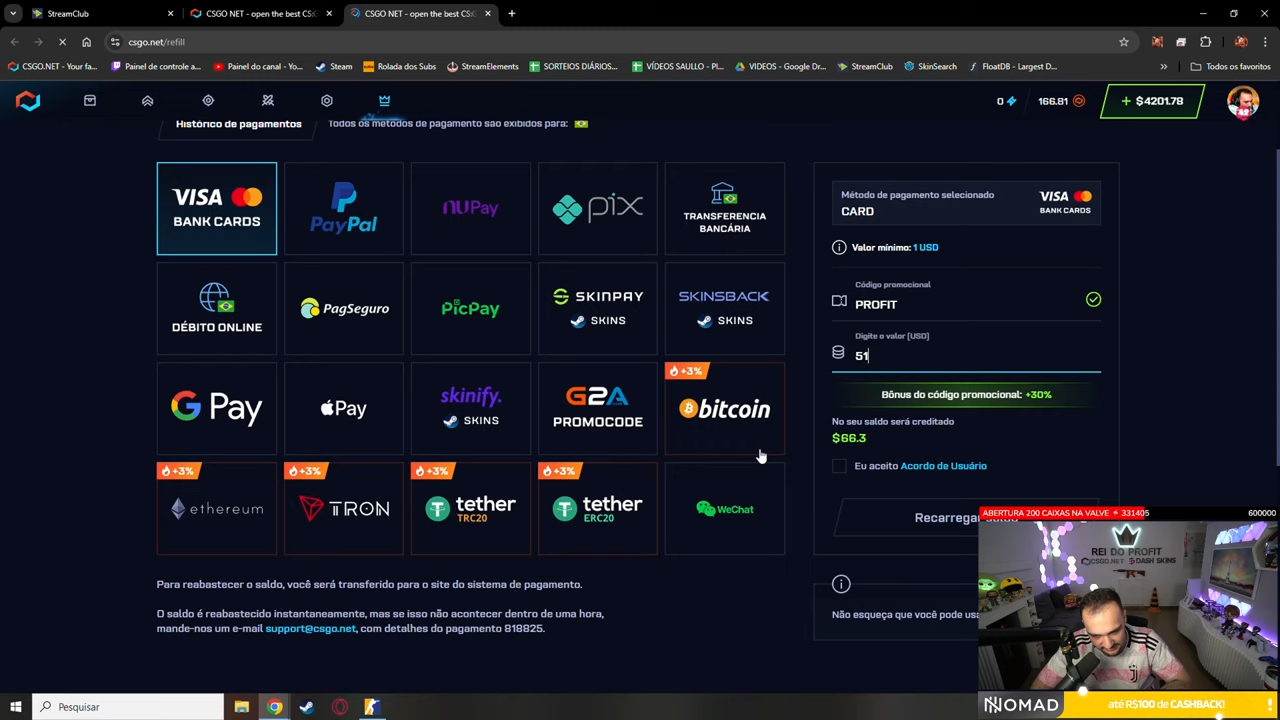 StreamClub
CSGO NET - open the best CS:
CSGO NET - open the best CS:
csgo.net/refill
CSGO.NET - Your fa...
Painel de controle a...
Painel do canal - Yo...
Steam
Rolada dos Subs
StreamElements
SORTEIOS DIÁRIOS...
VÍDEOS SAULLO - PI...
VIDEOS - Google Dr...
StreamClub
SkinSearch
FloatDB - Largest D...
Todos os favoritos
0
166.81
+ $4201.78
42
Histórico de pagamentos
Todos os métodos de pagamento são exibidos para:
VISA
BANK CARDS
PayPal
nuPay
pix
TRANSFERENCIA
BANCÁRIA
DÉBITO ONLINE
PagSeguro
PicPay
SKINPAY
SKINS
SKINSBACK
SKINS
G Pay
Pay
skinify.
SKINS
G2A
PROMOCODE
+3%
bitcoin
+3%
ethereum
+3%
TRON
+3%
tether
TRC20
+3%
tether
ERC20
WeChat
Para reabastecer o saldo, você será transferido para o site do sistema de pagamento.
O saldo é reabastecido instantaneamente, mas se isso não acontecer dentro de uma hora,
mande-nos um e-mail support@csgo.net, com detalhes do pagamento 818825.
Método de pagamento selecionado
CARD
VISA
BANK CARDS
Valor mínimo: 1 USD
Código promocional
PROFIT
Digite o valor (USD)
51
Bônus do código promocional: +30%
No seu saldo será creditado
$66.3
Eu aceito Acordo de Usuário
Recarregar saldo
Não esqueça que você pode usa
ABERTURA 200 CAIXAS NA VALVE
331405
600000
REI DO PROFIT
CSGO.NET
DASH SKINS
NOMAD
até R$100 de CASHBACK!
Pesquisar